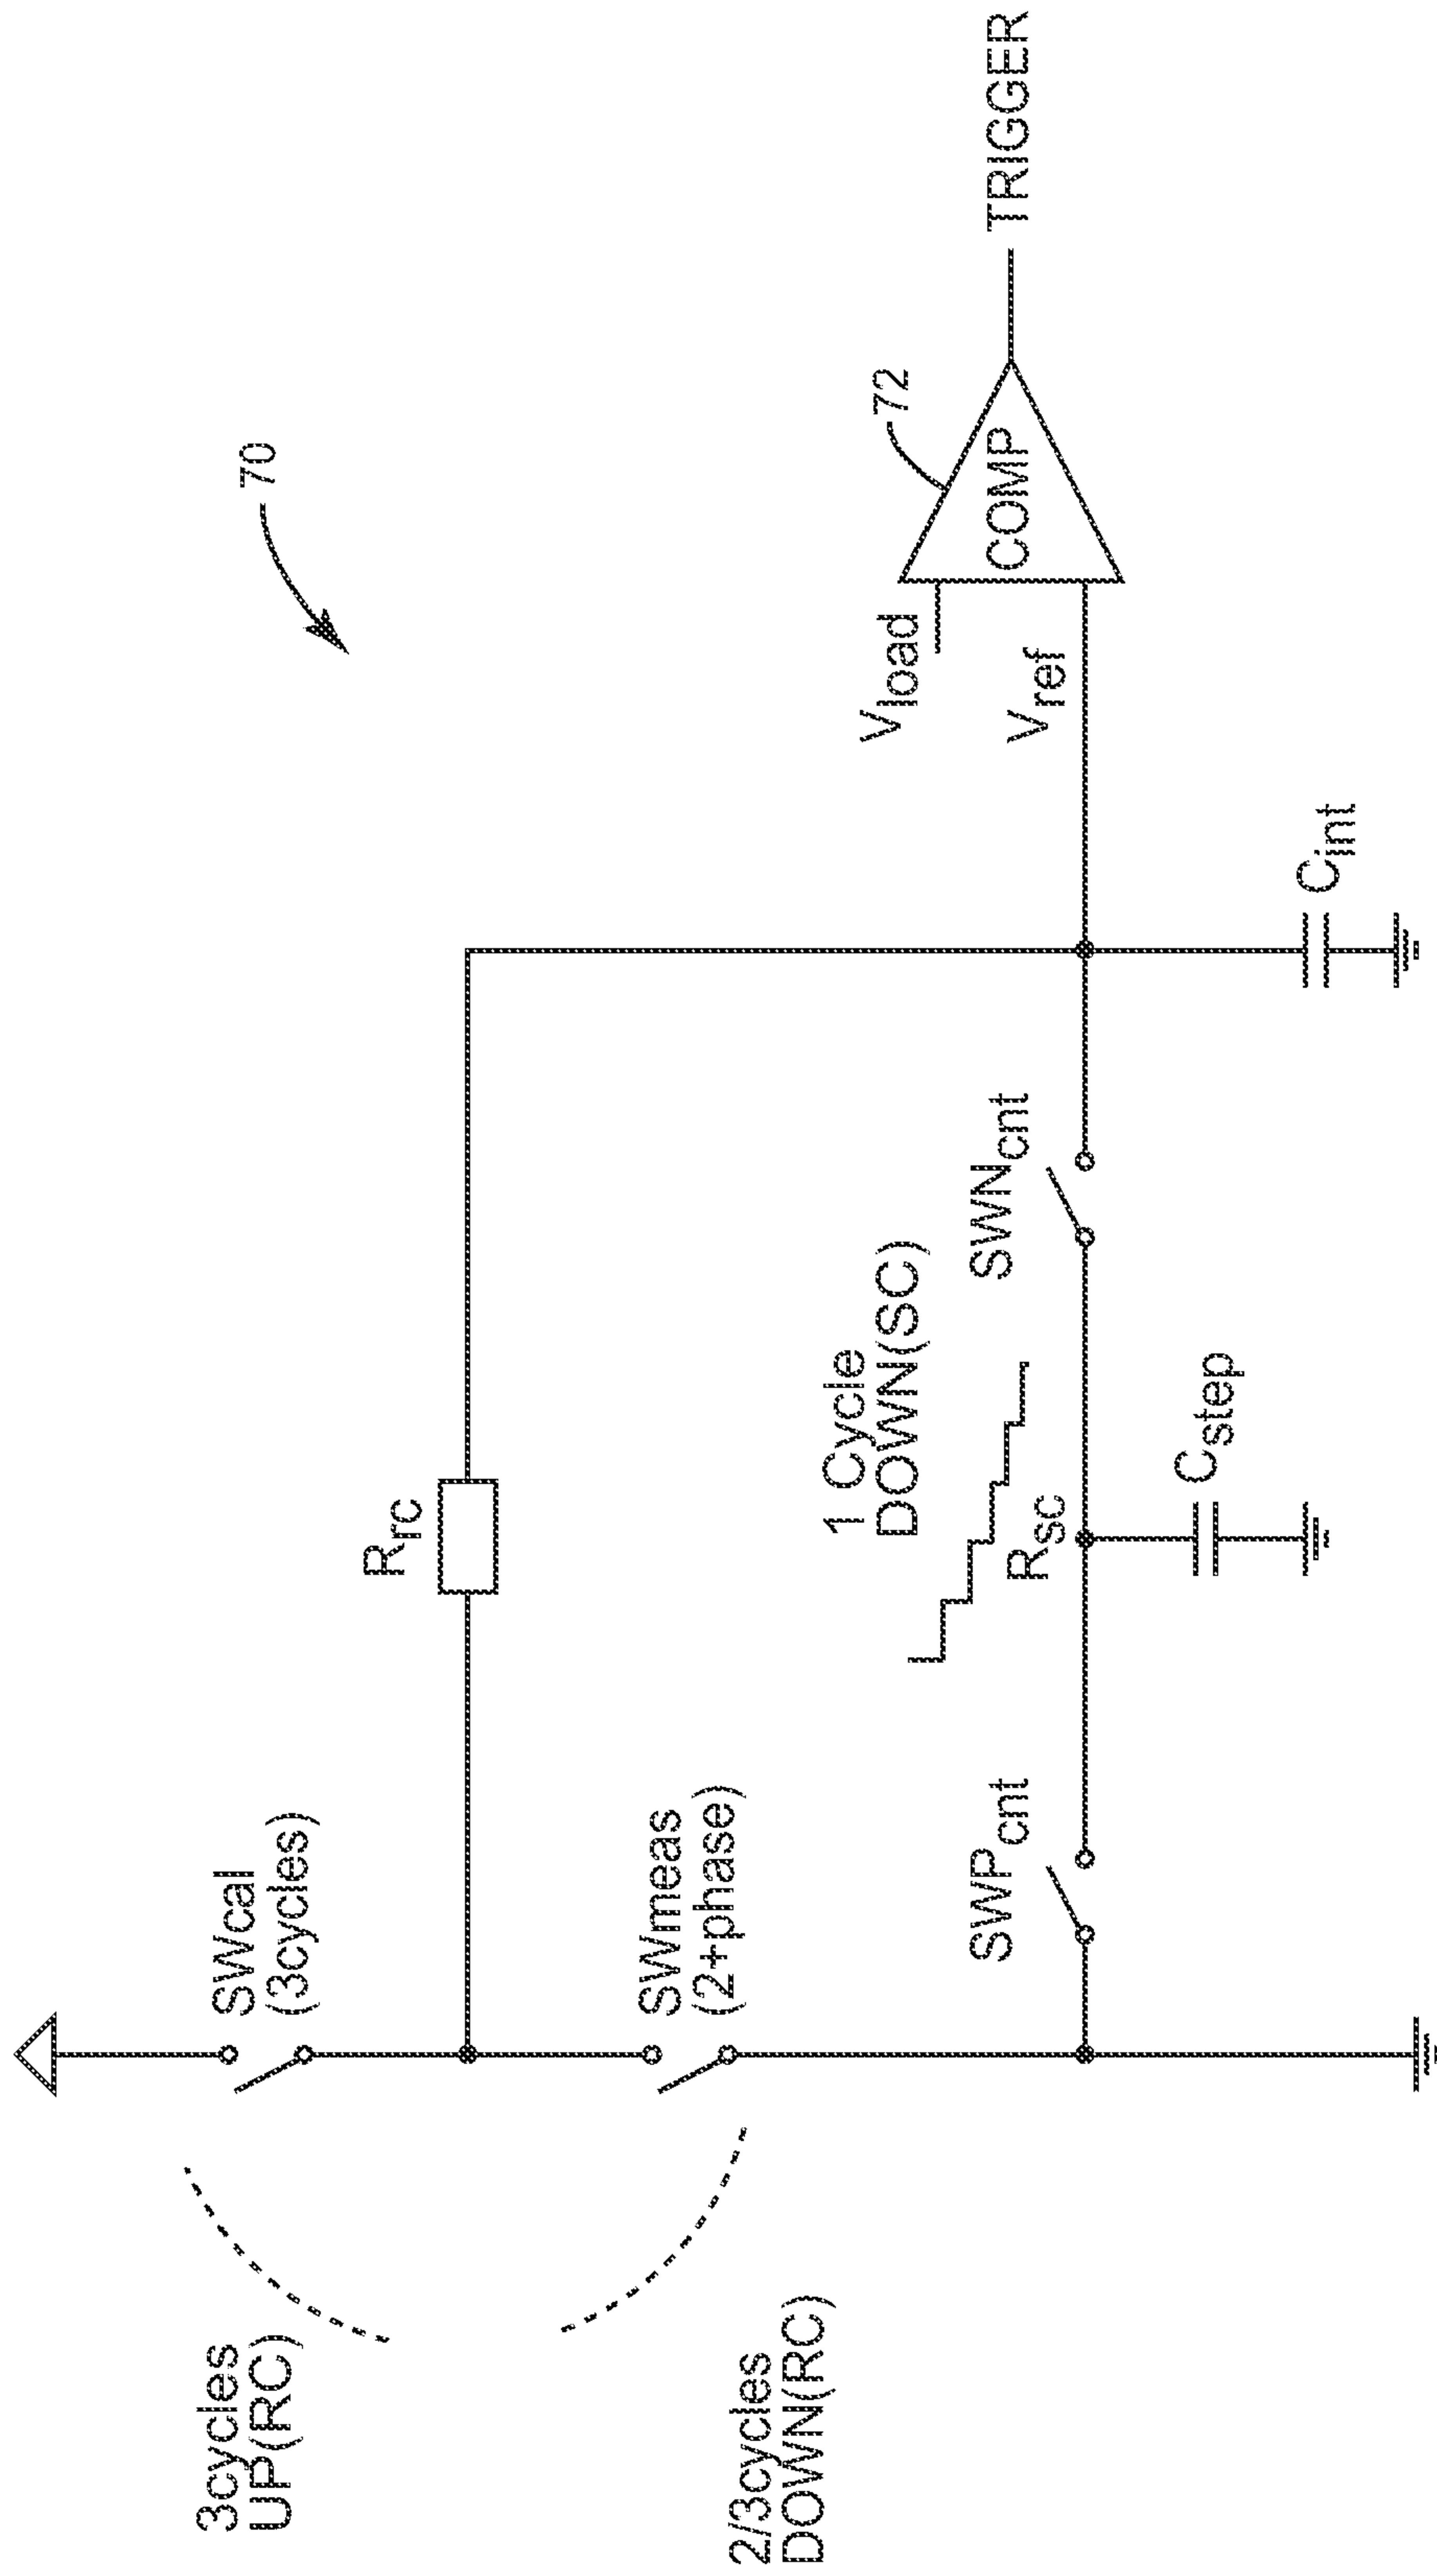 70
3cycles
UP(RC)
SWcal
(3cycles)
Rrc
2/3cycles
DOWN(RC)
SWmeas
(2+phase)
1 Cycle
DOWN(SC)
Vload
72
COMP
TRIGGER
SWPcnt
Rsc
SWNcnt
Vref
Cstep
Cint